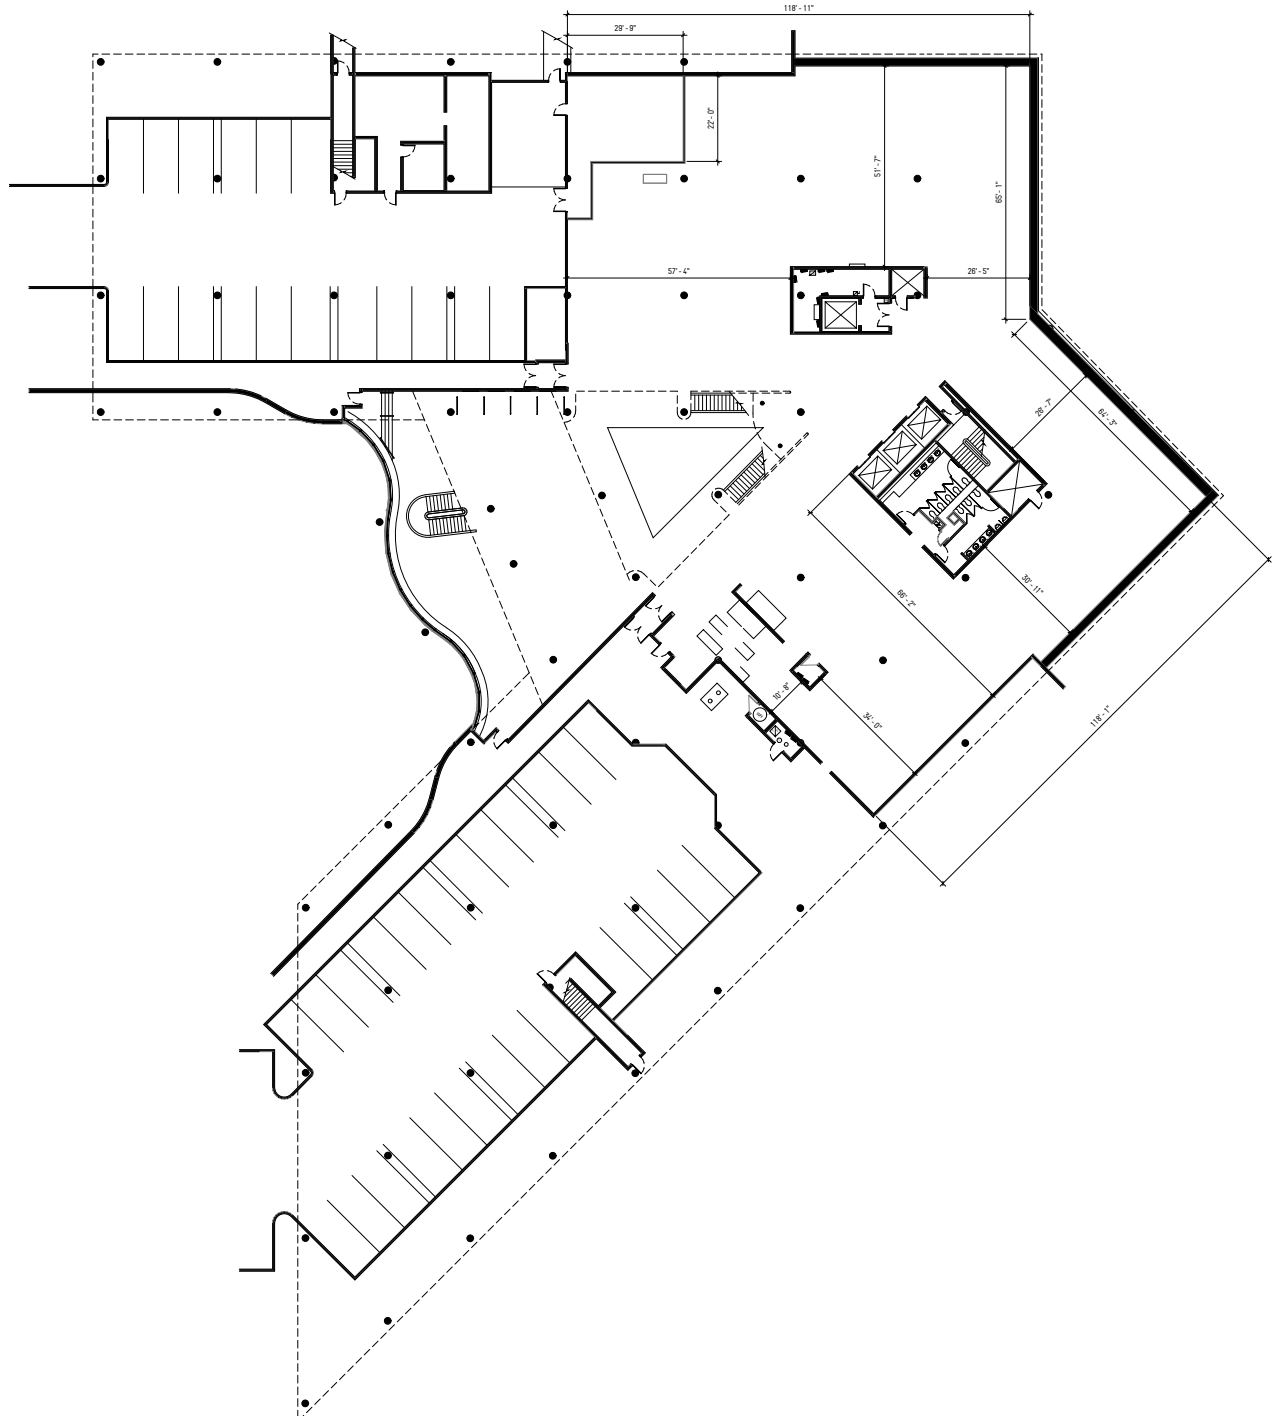 118' - 11"
29' - 9"
22' - 0"
51' - 7"
65' - 1"
57' - 4"
26' - 5"
28' - 7"
64' - 3"
66' - 2"
30' - 11"
10' - 8"
34' - 0"
118' - 1"